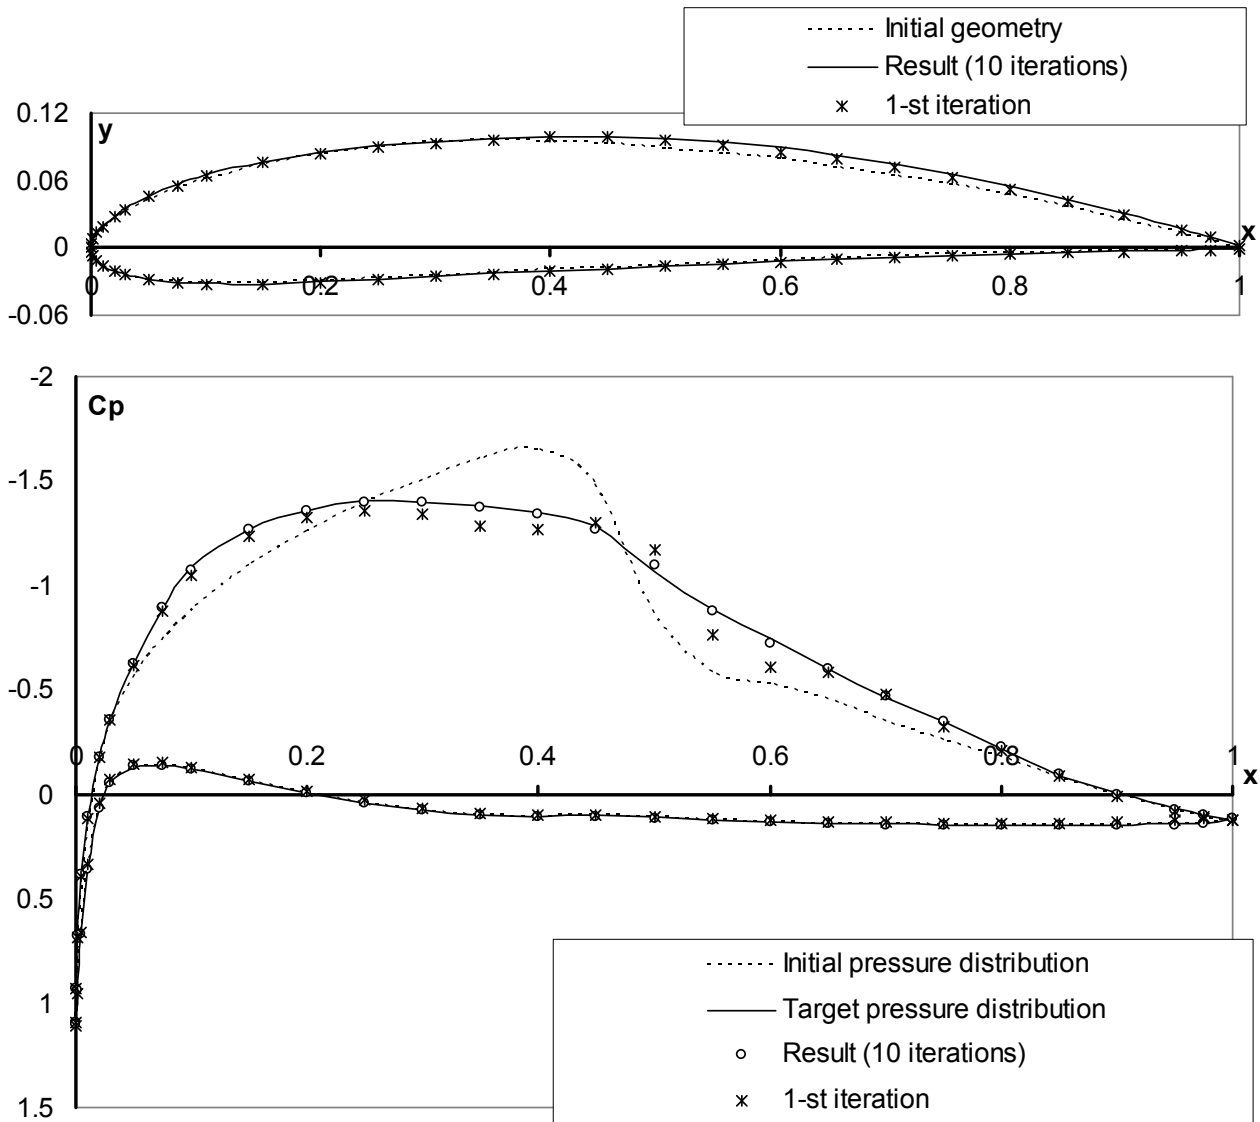 Initial geometry
Result (10 iterations)
1-st iteration
0.12
y
0.06
0
x
0 0.2 0.4 0.6 0.8 1
-0.06
-2
Cp
-1.5
-1
-0.5
0 0.2 0.4 0.6 0.8 1
x
0
0.5
1
1.5
Initial pressure distribution
Target pressure distribution
Result (10 iterations)
1-st iteration